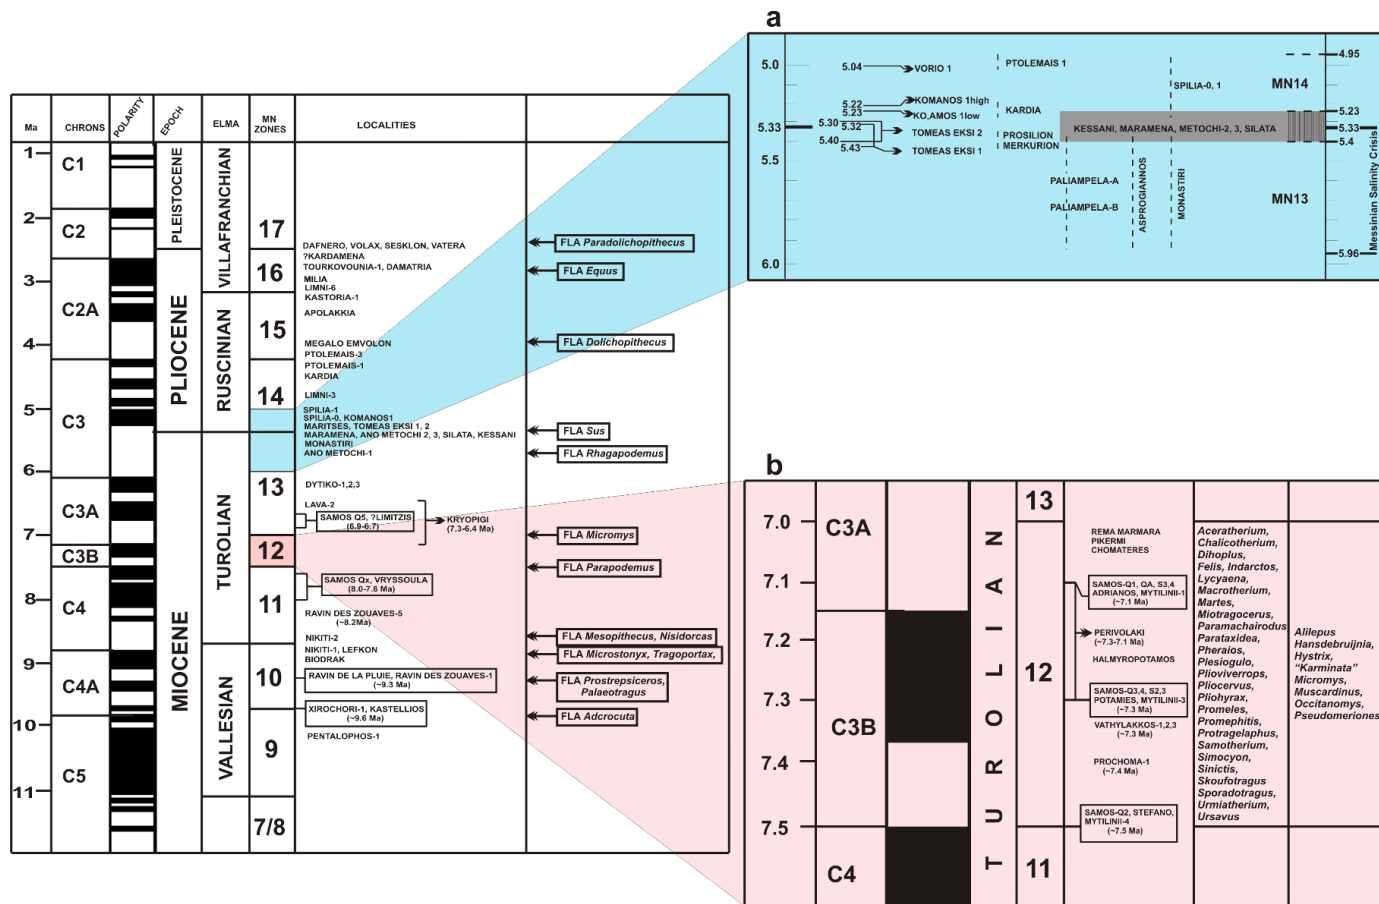 a
5.0
5.33
5.5
6.0
5.04
VORIO 1
PTOLEMAIS 1
5.22
KOMANOS 1high
5.23
KO,AMOS 1low
KARDIA
5.30
5.32
TOMEAS EKSI 2
5.40
5.43
TOMEAS EKSI 1
PROSILION
MERKURION
SPILIA-0, 1
KESSANI, MARAMENA, METOCHI-2, 3, SILATA
PALIAMPELA-A
PALIAMPELA-B
ASPROGIANNOS
MONASTIRI
MN14
MN13
4.95
5.23
5.33
5.4
5.96
Messinian Salinity Crisis
Ma
CHRONS
POLARITY
EPOCH
ELMA
MN
ZONES
LOCALITIES
1
2
3
4
5
6
7
8
9
10
11
C1
C2
C2A
C3
C3A
C3B
C4
C4A
C5
PLEISTOCENE
PLIOCENE
MIOCENE
VILLAFRANCHIAN
RUSCINIAN
TUROLIAN
VALLESIAN
17
16
15
14
13
12
11
10
9
7/8
DAFNERO, VOLAX, SESKLON, VATERA
?KARDAMENA
TOURKOVOUNIA-1, DAMATRIA
MILIA
LIMNI-6
KASTORIA-1
APOLAKKIA
MEGALO EMVOLON
PTOLEMAIS-3
PTOLEMAIS-1
KARDIA
LIMNI-3
SPILIA-1
SPILIA-0, KOMANOS1
MARITSES, TOMEAS EKSI 1, 2
MARAMENA, ANO METOCHI 2, 3, SILATA, KESSANI
MONASTIRI
ANO METOCHI-1
DYTIKO-1,2,3
LAVA-2
SAMOS Q5, ?LIMITZIS
(6.9-6.7)
KRYOPIGI
(7.3-6.4 Ma)
SAMOS Qx, VRYSSOULA
(8.0-7.6 Ma)
RAVIN DES ZOUAVES-5
(~8.2Ma)
NIKITI-2
NIKITI-1, LEFKON
BIODRAK
RAVIN DE LA PLUIE, RAVIN DES ZOUAVES-1
(~9.3 Ma)
XIROCHORI-1, KASTELLIOS
(~9.6 Ma)
PENTALOPHOS-1
FLA Paradolichopithecus
FLA Equus
FLA Dolichopithecus
FLA Sus
FLA Rhagapodemus
FLA Micromys
FLA Parapodemus
FLA Mesopithecus, Nisidorcas
FLA Microstonyx, Tragoportax,
FLA Prostrepsiceros,
Palaeotragus
FLA Adcrocuta
b
7.0
7.1
7.2
7.3
7.4
7.5
C3A
C3B
C4
TUROLIAN
13
12
11
REMA MARMARA
PIKERMI
CHOMATERES
SAMOS-Q1, QA, S3,4
ADRIANOS, MYTILINII-1
(~7.1 Ma)
PERIVOLAKI
(~7.3-7.1 Ma)
HALMYROPOTAMOS
SAMOS-Q3,4, S2,3
POTAMIES, MYTILINII-3
(~7.3 Ma)
VATHYLAKKOS-1,2,3
(~7.3 Ma)
PROCHOMA-1
(~7.4 Ma)
SAMOS-Q2, STEFANO,
MYTILINII-4
(~7.5 Ma)
Aceratherium,
Chalicotherium,
Dihoplus,
Felis, Indarctos,
Lycyaena,
Macrotherium,
Martes,
Miotragocerus,
Paramachairodus
Parataxidea,
Pheraios,
Plesiogulo,
Plioviverrops,
Pliocervus,
Pliohyrax,
Promeles,
Promephitis,
Protragelaphus,
Samotherium,
Simocyon,
Sinictis,
Skoufotragus
Sporadotragus,
Urmiatherium,
Ursavus
Alilepus
Hansdebruijnia,
Hystrix,
"Karminata"
Micromys,
Muscardinus,
Occitanomys,
Pseudomeriones